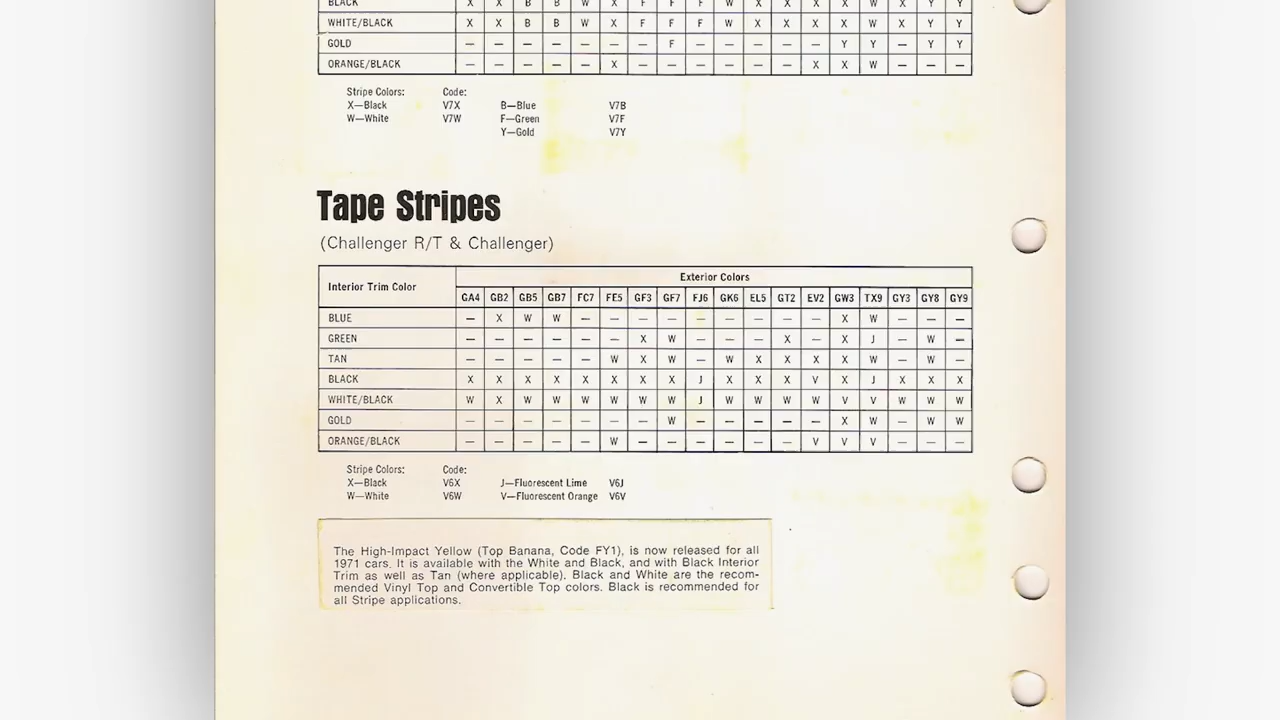 BLACK X X B B W X F F F W X X X X W X Y Y
WHITE/BLACK X X B B W X F F F W X X X X W X Y Y
GOLD — — — — — — — F — — — — — Y Y — Y Y
ORANGE/BLACK — — — — — X — — — — — — X X W — — —
Stripe Colors: Code:
X—Black V7X B—Blue V7B
W—White V7W F—Green V7F
Y—Gold V7Y
Tape Stripes
(Challenger R/T & Challenger)
Interior Trim Color Exterior Colors
GA4 GB2 GB5 GB7 FC7 FE5 GF3 GF7 FJ6 GK6 EL5 GT2 EV2 GW3 TX9 GY3 GY8 GY9
BLUE — X W W — — — — — — — — — X W — — —
GREEN — — — — — — X W — — — X — X J — W —
TAN — — — — — W X W — W X X X X W — W —
BLACK X X X X X X X X J X X X V X J X X X
WHITE/BLACK W X W W W W W W J W W W W V V W W W
GOLD — — — — — — — W — — — — — X W — W W
ORANGE/BLACK — — — — — W — — — — — — V V V — — —
Stripe Colors: Code:
X—Black V6X J—Fluorescent Lime V6J
W—White V6W V—Fluorescent Orange V6V
The High-Impact Yellow (Top Banana, Code FY1), is now released for all
1971 cars. It is available with the White and Black, and with Black Interior
Trim as well as Tan (where applicable). Black and White are the recom-
mended Vinyl Top and Convertible Top colors. Black is recommended for
all Stripe applications.